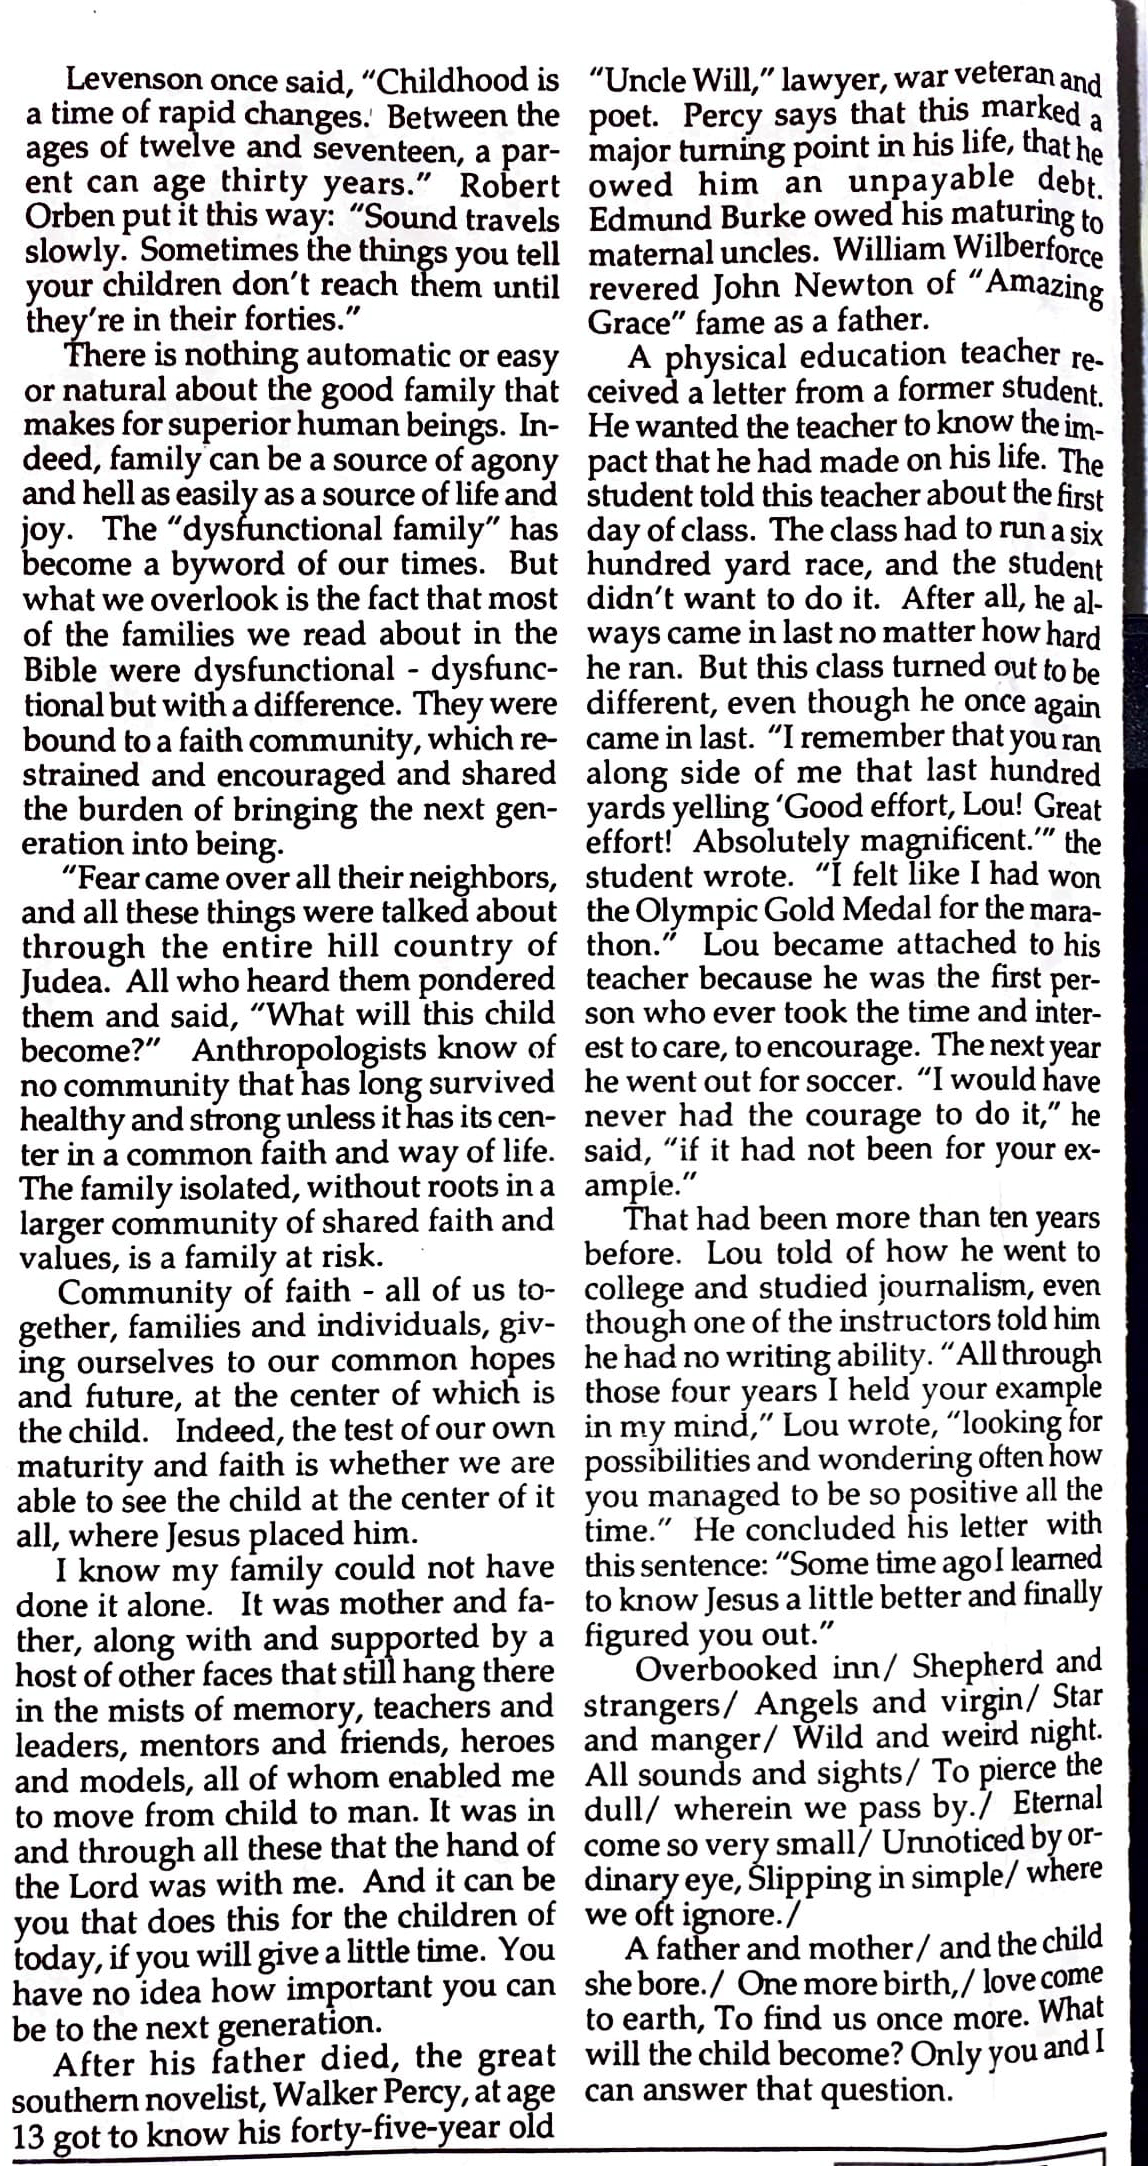 Levenson once said, “Childhood is
a time of rapid changes. Between the
ages of twelve and seventeen, a par-
ent can age thirty years.” Robert
Orben put it this way: “Sound travels
slowly. Sometimes the things you tell
your children don’t reach them until
they’re in their forties.”
There is nothing automatic or easy
or natural about the good family that
makes for superior human beings. In-
deed, family can be a source of agony
and hell as easily as a source of life and
joy. The “dysfunctional family” has
become a byword of our times. But
what we overlook is the fact that most
of the families we read about in the
Bible were dysfunctional - dysfunc-
tional but with a difference. They were
bound to a faith community, which re-
strained and encouraged and shared
the burden of bringing the next gen-
eration into being.
“Fear came over all their neighbors,
and all these things were talked about
through the entire hill country of
Judea. All who heard them pondered
them and said, “What will this child
become?” Anthropologists know of
no community that has long survived
healthy and strong unless it has its cen-
ter in a common faith and way of life.
The family isolated, without roots in a
larger community of shared faith and
values, is a family at risk.
Community of faith - all of us to-
gether, families and individuals, giv-
ing ourselves to our common hopes
and future, at the center of which is
the child. Indeed, the test of our own
maturity and faith is whether we are
able to see the child at the center of it
all, where Jesus placed him.
I know my family could not have
done it alone. It was mother and fa-
ther, along with and supported by a
host of other faces that still hang there
in the mists of memory, teachers and
leaders, mentors and friends, heroes
and models, all of whom enabled me
to move from child to man. It was in
and through all these that the hand of
the Lord was with me. And it can be
you that does this for the children of
today, if you will give a little time. You
have no idea how important you can
be to the next generation.
After his father died, the great
southern novelist, Walker Percy, at age
13 got to know his forty-five-year old
“Uncle Will,” lawyer, war veteran and
poet. Percy says that this marked a
major turning point in his life, that he
owed him an unpayable debt.
Edmund Burke owed his maturing to
maternal uncles. William Wilberforce
revered John Newton of “Amazing
Grace” fame as a father.
A physical education teacher re-
ceived a letter from a former student.
He wanted the teacher to know the im-
pact that he had made on his life. The
student told this teacher about the first
day of class. The class had to run a six
hundred yard race, and the student
didn’t want to do it. After all, he al-
ways came in last no matter how hard
he ran. But this class turned out to be
different, even though he once again
came in last. “I remember that you ran
along side of me that last hundred
yards yelling ‘Good effort, Lou! Great
effort! Absolutely magnificent.’” the
student wrote. “I felt like I had won
the Olympic Gold Medal for the mara-
thon.” Lou became attached to his
teacher because he was the first per-
son who ever took the time and inter-
est to care, to encourage. The next year
he went out for soccer. “I would have
never had the courage to do it,” he
said, “if it had not been for your ex-
ample.”
That had been more than ten years
before. Lou told of how he went to
college and studied journalism, even
though one of the instructors told him
he had no writing ability. “All through
those four years I held your example
in my mind,” Lou wrote, “looking for
possibilities and wondering often how
you managed to be so positive all the
time.” He concluded his letter with
this sentence: “Some time ago I learned
to know Jesus a little better and finally
figured you out.”
Overbooked inn/ Shepherd and
strangers/ Angels and virgin/ Star
and manger/ Wild and weird night.
All sounds and sights/ To pierce the
dull/ wherein we pass by./ Eternal
come so very small/ Unnoticed by or-
dinary eye, Slipping in simple/ where
we oft ignore./
A father and mother/ and the child
she bore./ One more birth,/ love come
to earth, To find us once more. What
will the child become? Only you and I
can answer that question.